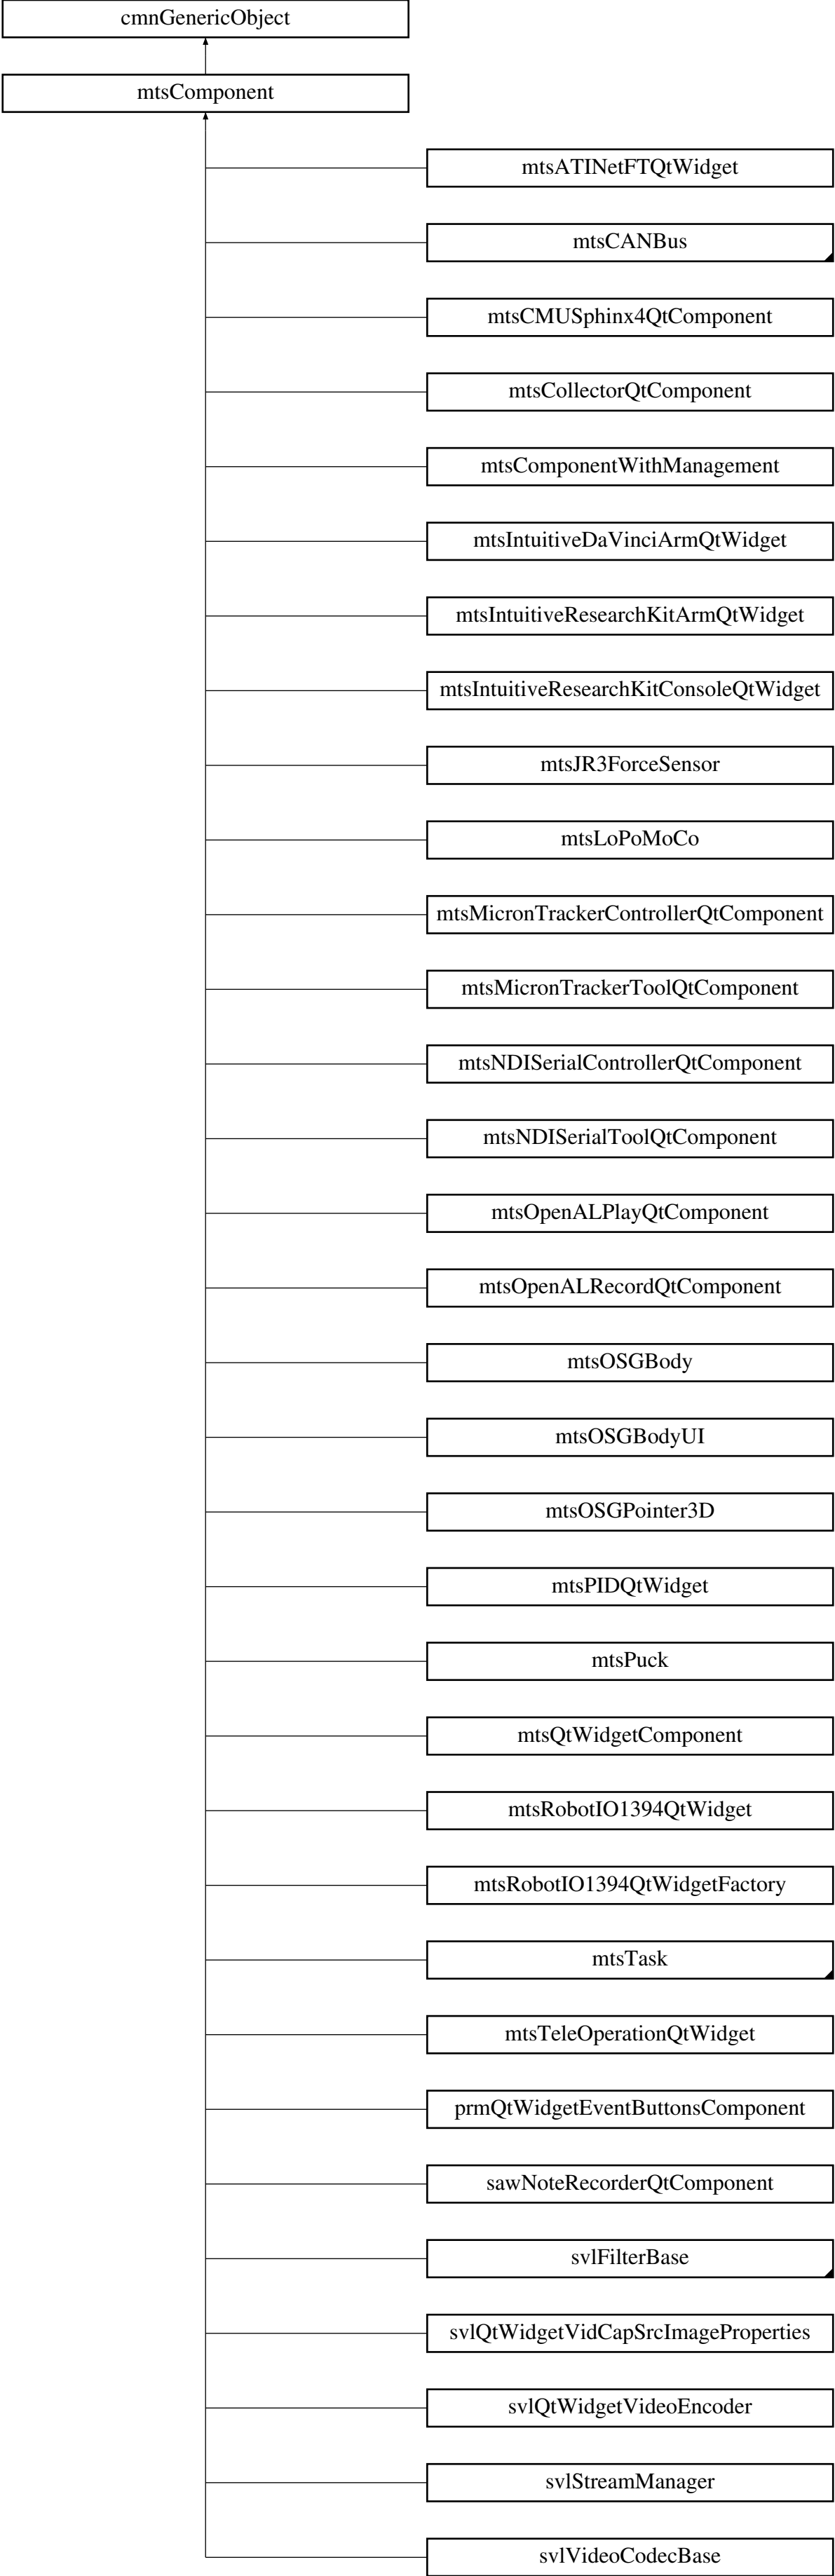 cmnGenericObject
mtsComponent
mtsATINetFTQtWidget
mtsCANBus
mtsCMUSphinx4QtComponent
mtsCollectorQtComponent
mtsComponentWithManagement
mtsIntuitiveDaVinciArmQtWidget
mtsIntuitiveResearchKitArmQtWidget
mtsIntuitiveResearchKitConsoleQtWidget
mtsJR3ForceSensor
mtsLoPoMoCo
mtsMicronTrackerControllerQtComponent
mtsMicronTrackerToolQtComponent
mtsNDISerialControllerQtComponent
mtsNDISerialToolQtComponent
mtsOpenALPlayQtComponent
mtsOpenALRecordQtComponent
mtsOSGBody
mtsOSGBodyUI
mtsOSGPointer3D
mtsPIDQtWidget
mtsPuck
mtsQtWidgetComponent
mtsRobotIO1394QtWidget
mtsRobotIO1394QtWidgetFactory
mtsTask
mtsTeleOperationQtWidget
prmQtWidgetEventButtonsComponent
sawNoteRecorderQtComponent
svlFilterBase
svlQtWidgetVidCapSrcImageProperties
svlQtWidgetVideoEncoder
svlStreamManager
svlVideoCodecBase